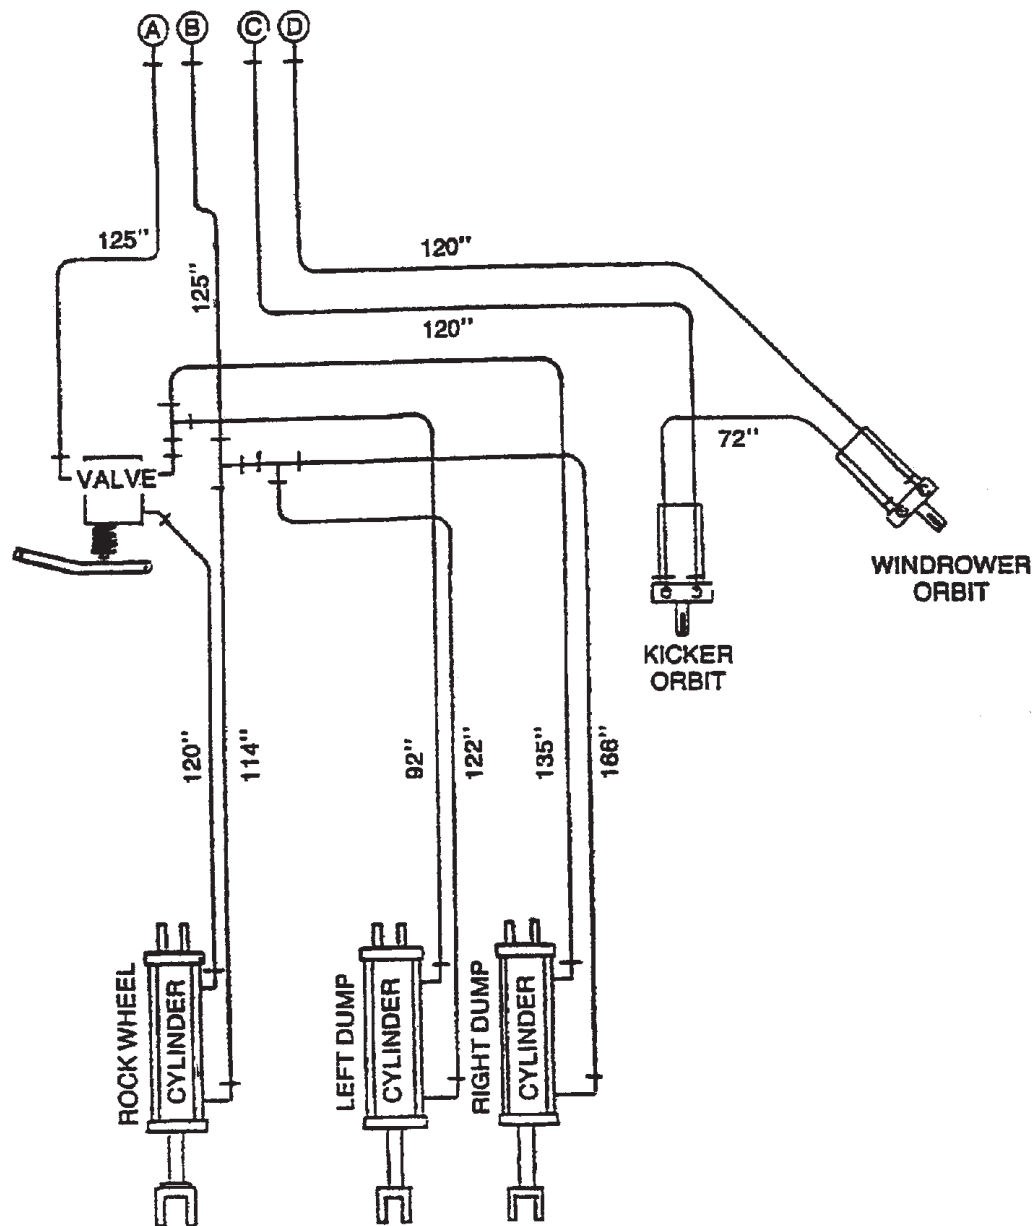 A B C D
125"
125"
120"
120"
72"
VALVE
WINDROWER
ORBIT
KICKER
ORBIT
120"
114"
92"
122"
135"
166"
ROCK WHEEL
CYLINDER
LEFT DUMP
CYLINDER
RIGHT DUMP
CYLINDER